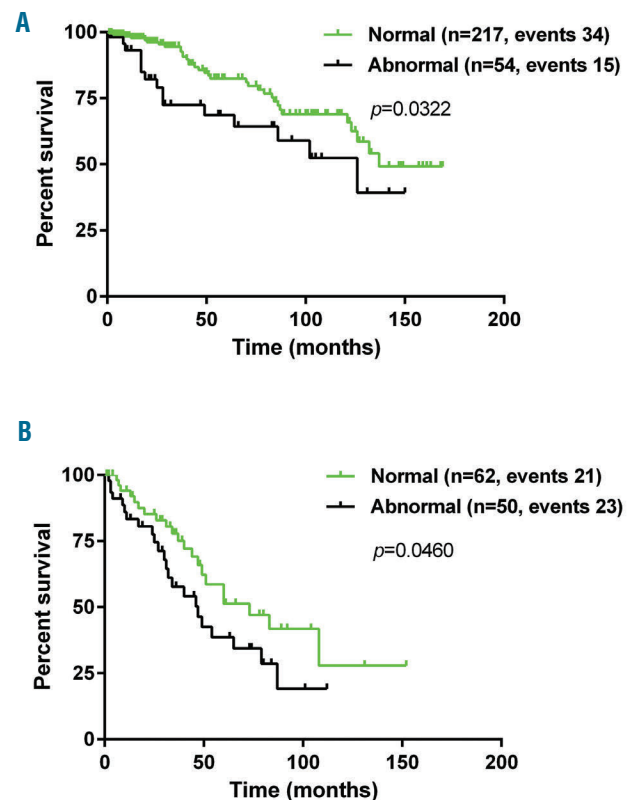 A
100
75
50
25
0
Percent survival
0 50 100 150 200
Time (months)
Normal (n=217, events 34)
Abnormal (n=54, events 15)
p=0.0322
B
100
75
50
25
0
Percent survival
0 50 100 150 200
Time (months)
Normal (n=62, events 21)
Abnormal (n=50, events 23)
p=0.0460